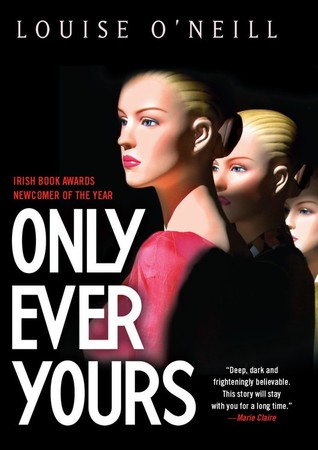 LOUISE O'NEILL
IRISH BOOK AWARDS
NEWCOMER OF THE YEAR
ONLY
EVER
YOURS
“Deep, dark and
frighteningly believable.
This story will stay
with you for a long time.”
—Marie Claire